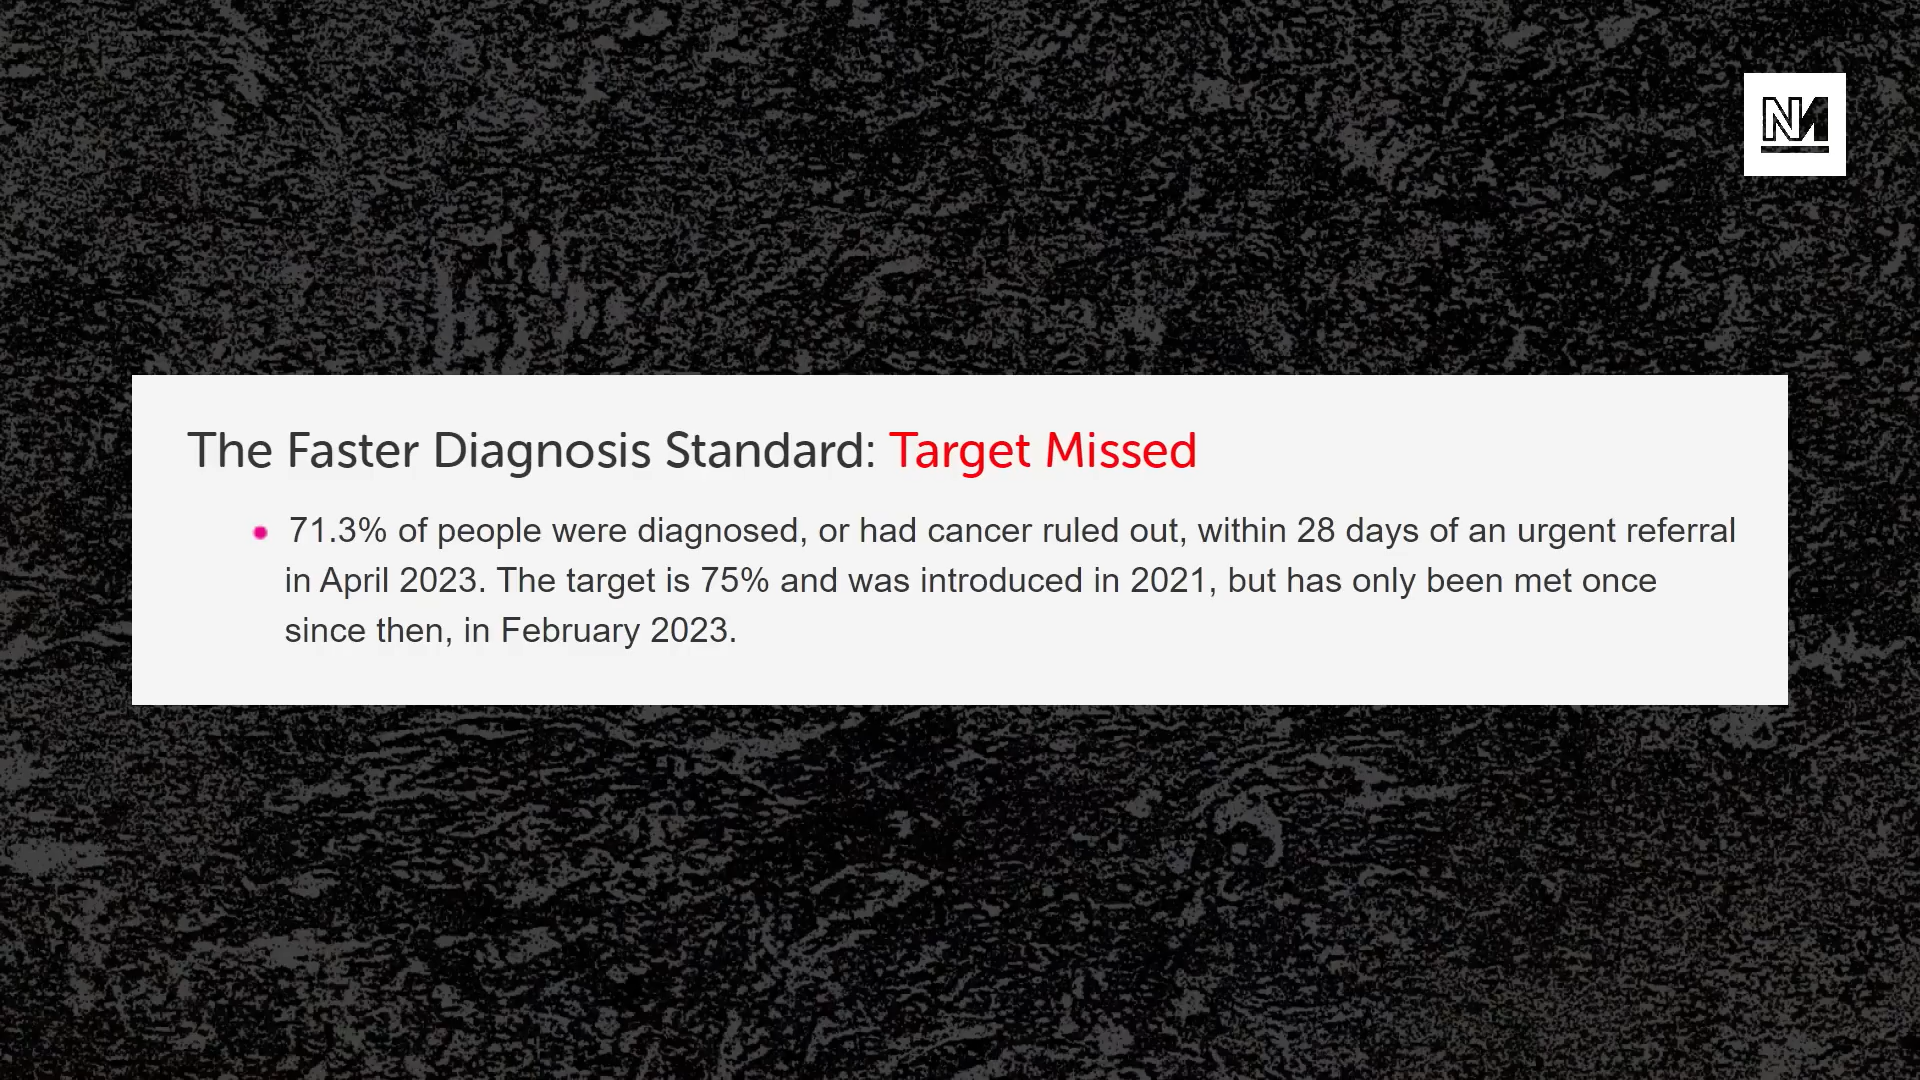 NM
The Faster Diagnosis Standard: Target Missed
71.3% of people were diagnosed, or had cancer ruled out, within 28 days of an urgent referral
in April 2023. The target is 75% and was introduced in 2021, but has only been met once
since then, in February 2023.